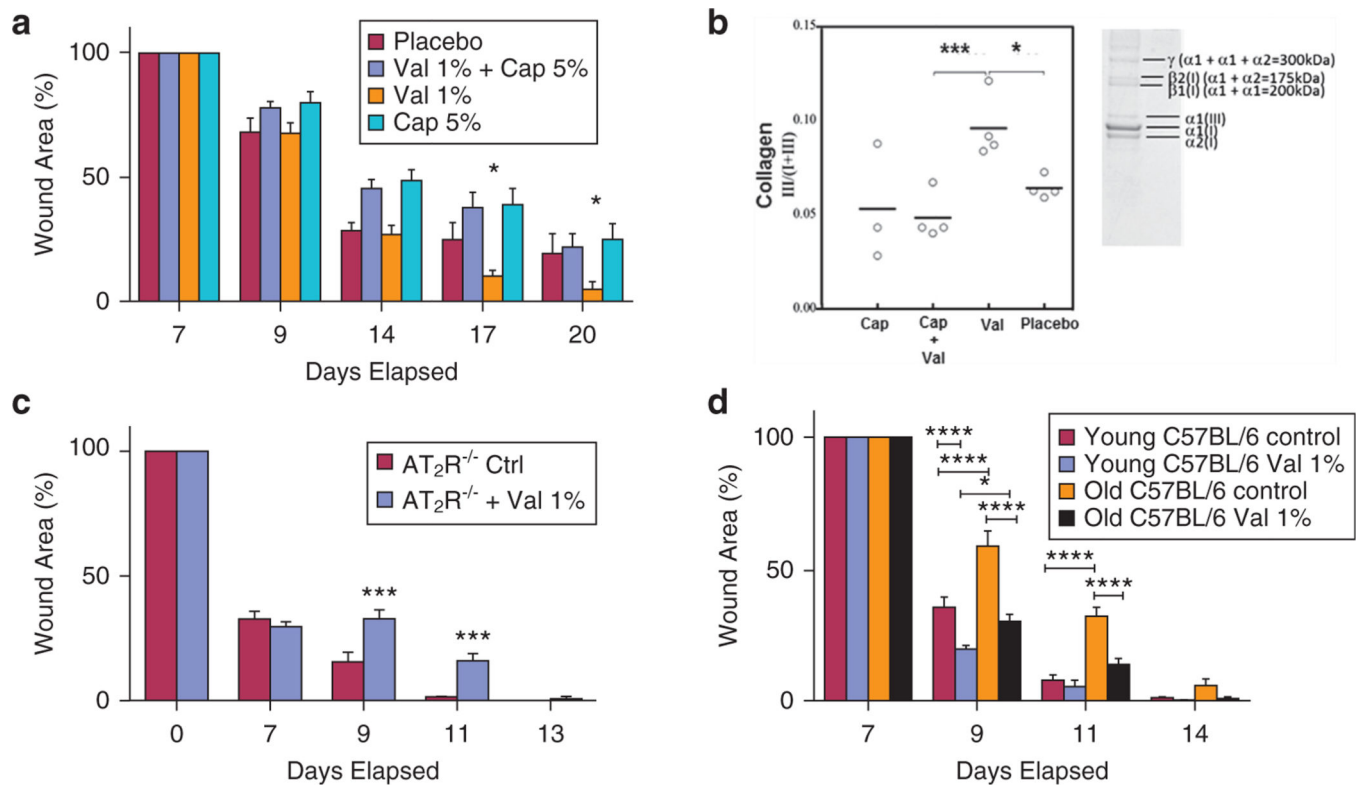 a
Placebo
Val 1% + Cap 5%
Val 1%
Cap 5%
Wound Area (%)
100
50
0
*
*
7 9 14 17 20
Days Elapsed
b
0.15
0.10
0.05
0.00
Collagen
III/(I+III)
*** *
Cap
Cap
+
Val
Val
Placebo
γ (α1 + α1 + α2=300kDa
β2(I) (α1 + α2=175kDa
β1(I) (α1 + α1=200kDa
α1(III)
α1(I)
α2(I)
c
AT₂R⁻/⁻ Ctrl
AT₂R⁻/⁻ + Val 1%
Wound Area (%)
100
50
0
***
***
0 7 9 11 13
Days Elapsed
d
Young C57BL/6 control
Young C57BL/6 Val 1%
Old C57BL/6 control
Old C57BL/6 Val 1%
Wound Area (%)
100
50
0
****
****
*
****
****
****
7 9 11 14
Days Elapsed